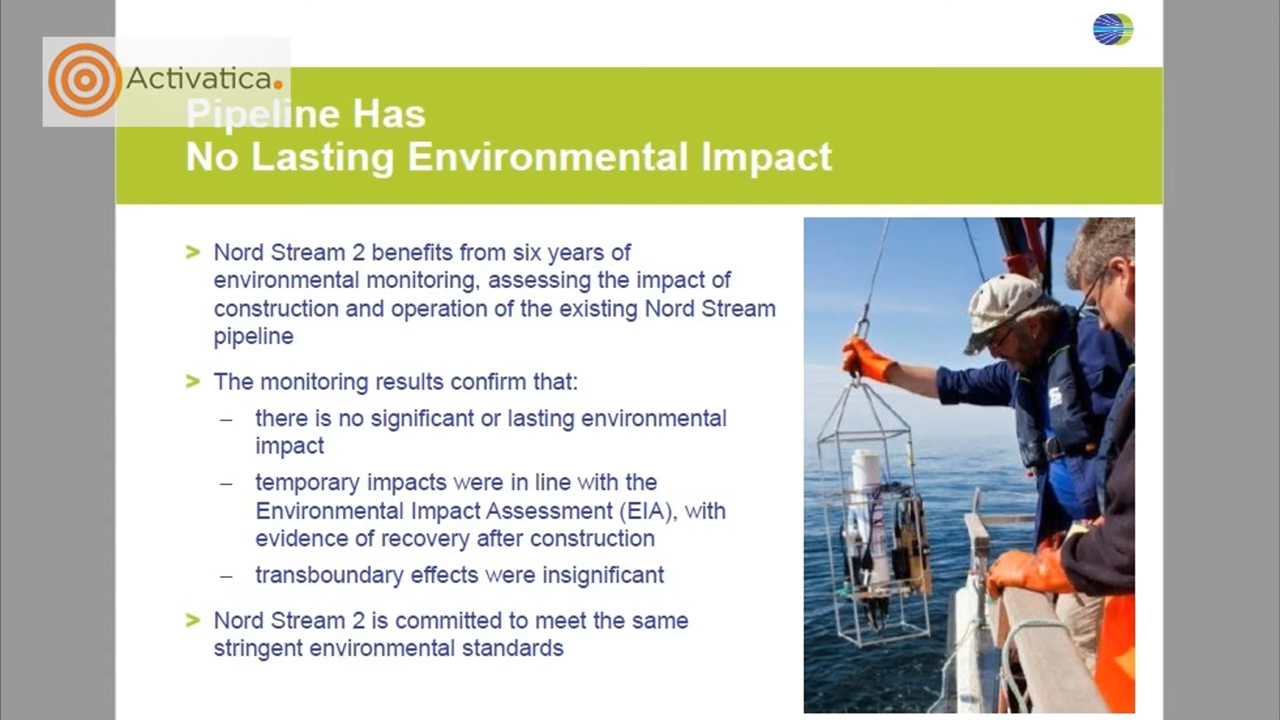 Activatica.
Pipeline Has
No Lasting Environmental Impact
> Nord Stream 2 benefits from six years of
environmental monitoring, assessing the impact of
construction and operation of the existing Nord Stream
pipeline
> The monitoring results confirm that:
– there is no significant or lasting environmental
impact
– temporary impacts were in line with the
Environmental Impact Assessment (EIA), with
evidence of recovery after construction
– transboundary effects were insignificant
> Nord Stream 2 is committed to meet the same
stringent environmental standards